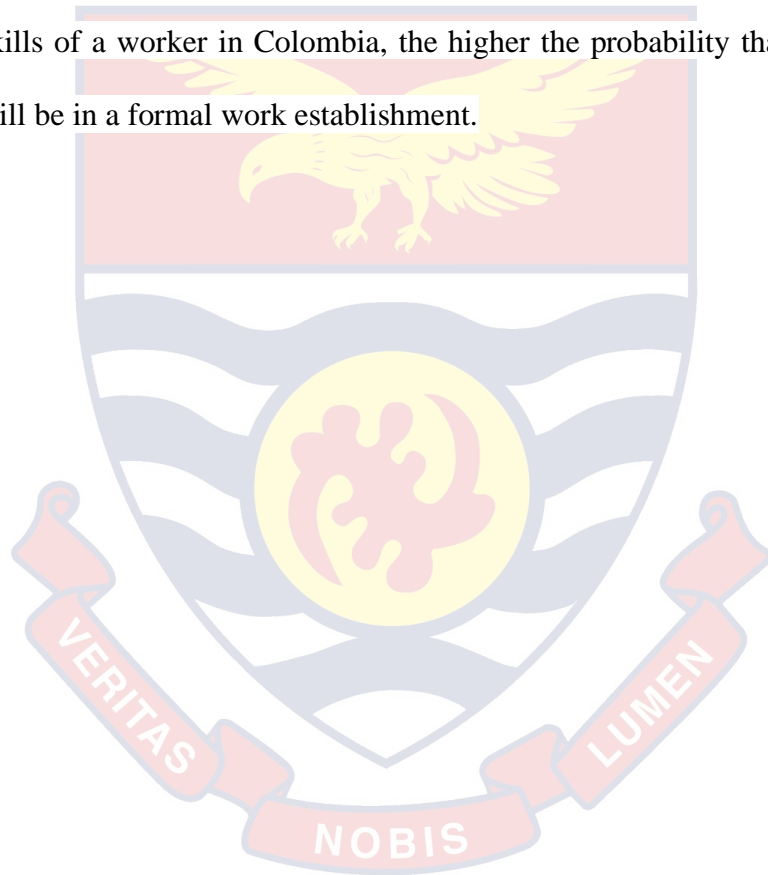 kills of a worker in Colombia, the higher the probability tha
ill be in a formal work establishment.
VERITAS
NOBIS
LUMEN